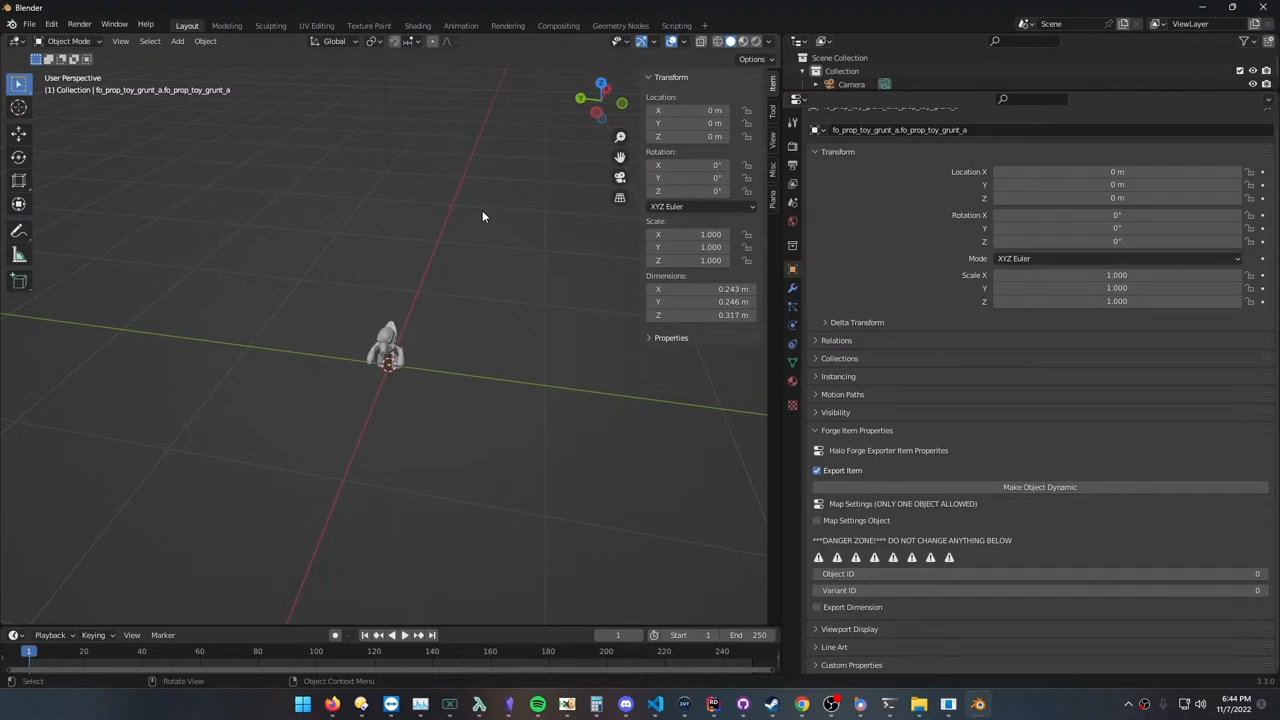 Blender
File Edit Render Window Help Layout Modeling Sculpting UV Editing Texture Paint Shading Animation Rendering Compositing Geometry Nodes Scripting + Scene ViewLayer
Object Mode View Select Add Object Global
Options
User Perspective
(1) Collection | fo_prop_toy_grunt_a.fo_prop_toy_grunt_a
Z
Y
Transform
Location:
X 0 m
Y 0 m
Z 0 m
Rotation:
X 0°
Y 0°
Z 0°
XYZ Euler
Scale:
X 1.000
Y 1.000
Z 1.000
Dimensions:
X 0.243 m
Y 0.246 m
Z 0.317 m
Properties
Item
Tool
View
Misc
Plana
Scene Collection
Collection
Camera
fo_prop_toy_grunt_a.fo_prop_toy_grunt_a
Transform
Location X 0 m
Y 0 m
Z 0 m
Rotation X 0°
Y 0°
Z 0°
Mode XYZ Euler
Scale X 1.000
Y 1.000
Z 1.000
Delta Transform
Relations
Collections
Instancing
Motion Paths
Visibility
Forge Item Properties
Halo Forge Exporter Item Properites
Export Item
Make Object Dynamic
Map Settings (ONLY ONE OBJECT ALLOWED)
Map Settings Object
***DANGER ZONE!*** DO NOT CHANGE ANYTHING BELOW
Object ID 0
Variant ID 0
Export Dimension
Viewport Display
Line Art
Custom Properties
Playback Keying View Marker 1 Start 1 End 250
1 20 40 60 80 100 120 140 160 180 200 220 240
Select Rotate View Object Context Menu 3.3.0
6:44 PM
11/7/2022